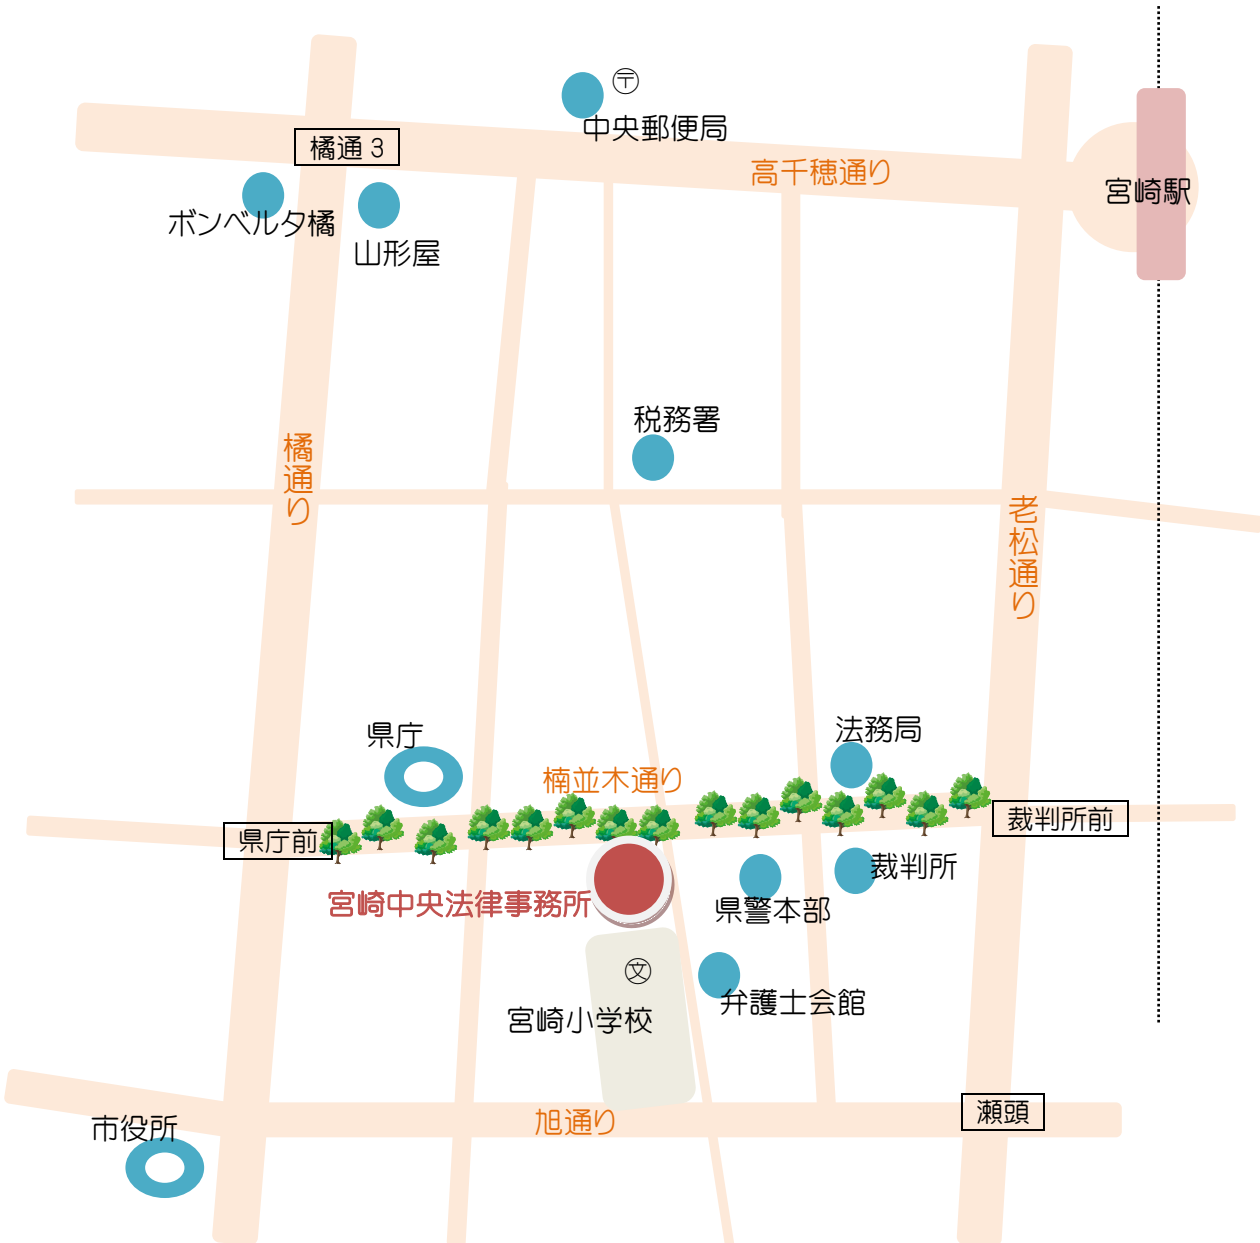 〒
中央郵便局
橘通3
高千穂通り
宮崎駅
ボンベルタ橘
山形屋
税務署
橘通り
老松通り
県庁
法務局
楠並木通り
県庁前
裁判所前
裁判所
宮崎中央法律事務所
県警本部
文
弁護士会館
宮崎小学校
瀬頭
旭通り
市役所